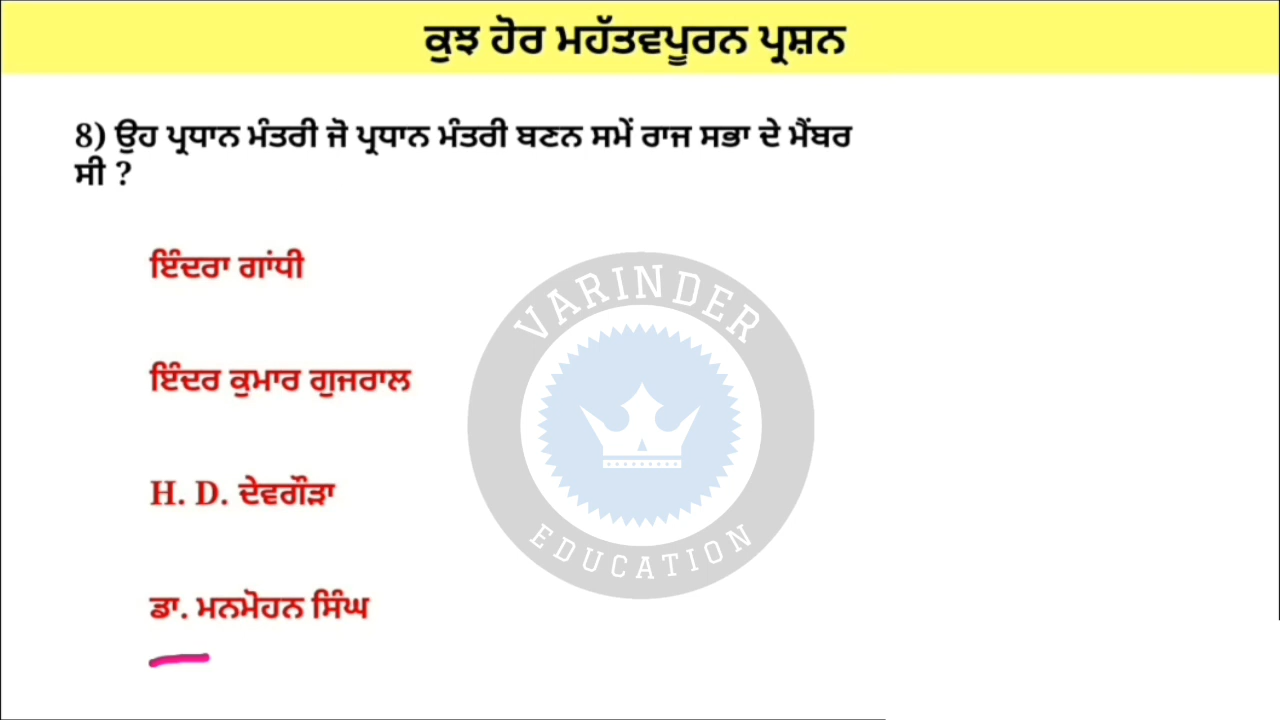 ਕੁਝ ਹੋਰ ਮਹੱਤਵਪੂਰਨ ਪ੍ਰਸ਼ਨ
8) ਉਹ ਪ੍ਰਧਾਨ ਮੰਤਰੀ ਜੋ ਪ੍ਰਧਾਨ ਮੰਤਰੀ ਬਣਨ ਸਮੇਂ ਰਾਜ ਸਭਾ ਦੇ ਮੈਂਬਰ
ਸੀ ?
ਇੰਦਰਾ ਗਾਂਧੀ
ਇੰਦਰ ਕੁਮਾਰ ਗੁਜਰਾਲ
H. D. ਦੇਵਗੌੜਾ
ਡਾ. ਮਨਮੋਹਨ ਸਿੰਘ
VARINDER
EDUCATION